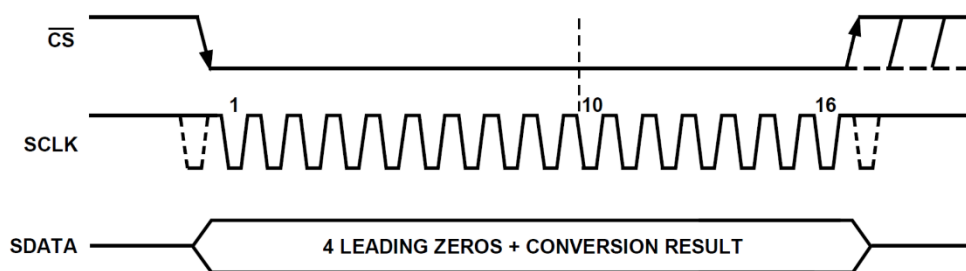 CS
1 10 16
SCLK
SDATA 4 LEADING ZEROS + CONVERSION RESULT